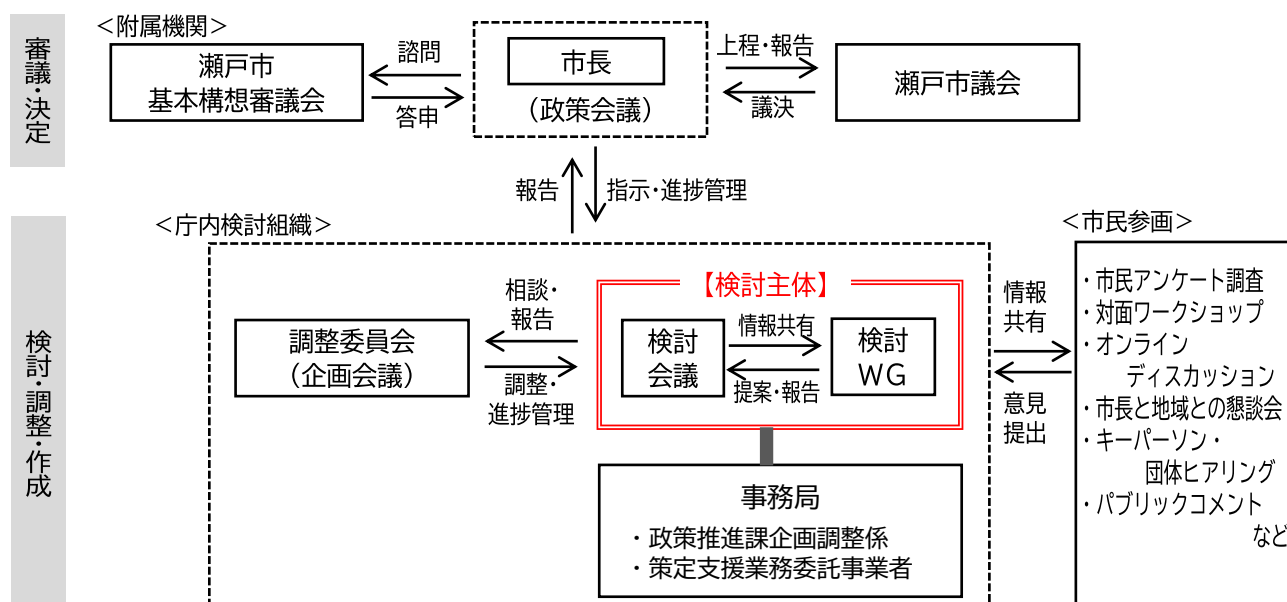 審議・決定
＜附属機関＞
瀬戸市
基本構想審議会
諮問
答申
市長
（政策会議）
上程・報告
議決
瀬戸市議会
報告
指示・進捗管理
検討・調整・作成
＜庁内検討組織＞
調整委員会
（企画会議）
相談・
報告
調整・
進捗管理
【検討主体】
検討
会議
情報共有
提案・報告
検討
WG
事務局
・政策推進課企画調整係
・策定支援業務委託事業者
情報
共有
意見
提出
＜市民参画＞
・市民アンケート調査
・対面ワークショップ
・オンライン
ディスカッション
・市長と地域との懇談会
・キーパーソン・
団体ヒアリング
・パブリックコメント
など